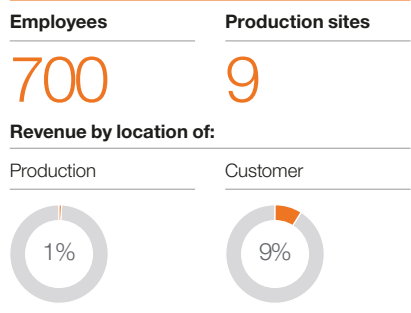 Employees
Production sites
700
9
Revenue by location of:
Production
Customer
1%
9%